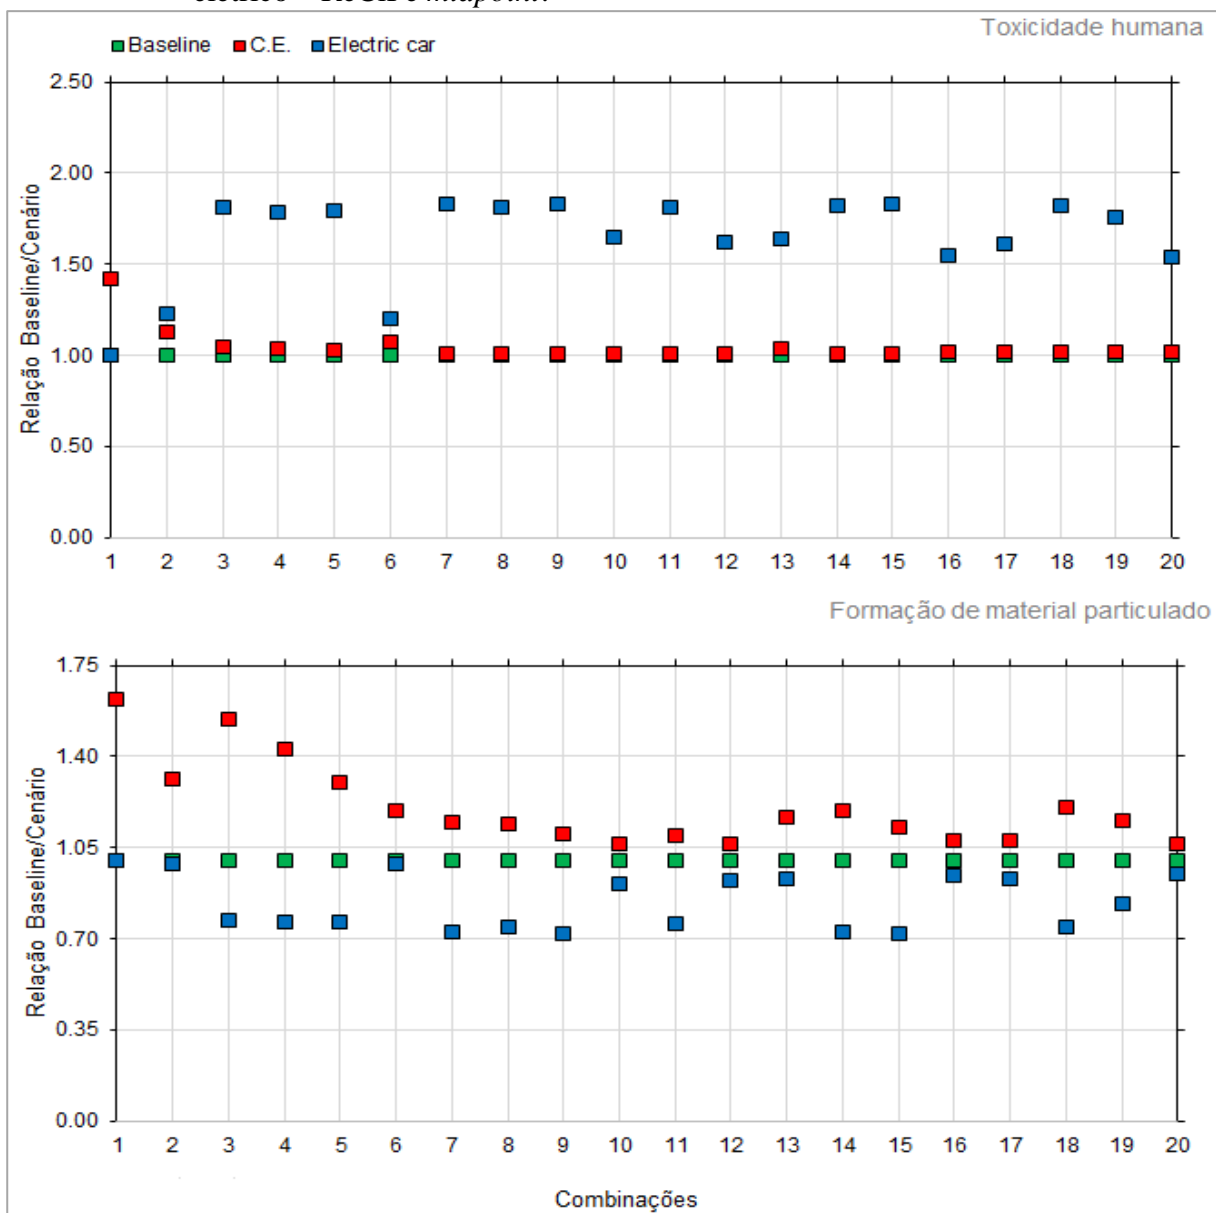 elétrico – ReCiPe midpoint.
Toxicidade humana
Baseline C.E. Electric car
Relação Baseline/Cenário
2.50
2.00
1.50
1.00
0.50
0.00
1 2 3 4 5 6 7 8 9 10 11 12 13 14 15 16 17 18 19 20
Formação de material particulado
Relação Baseline/Cenário
1.75
1.40
1.05
0.70
0.35
0.00
1 2 3 4 5 6 7 8 9 10 11 12 13 14 15 16 17 18 19 20
Combinações